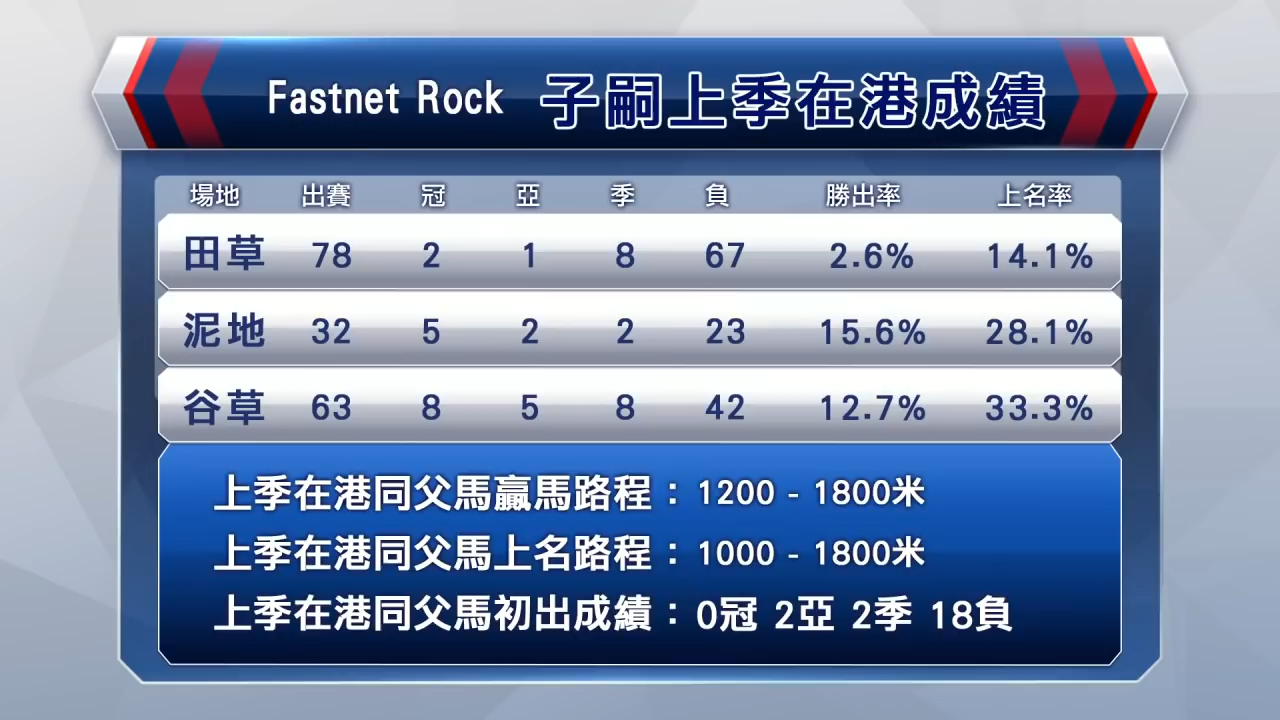 Fastnet Rock 子嗣上季在港成績
場地 出賽 冠 亞 季 負 勝出率 上名率
田草 78 2 1 8 67 2.6% 14.1%
泥地 32 5 2 2 23 15.6% 28.1%
谷草 63 8 5 8 42 12.7% 33.3%
上季在港同父馬贏馬路程：1200 - 1800米
上季在港同父馬上名路程：1000 - 1800米
上季在港同父馬初出成績：0冠 2亞 2季 18負